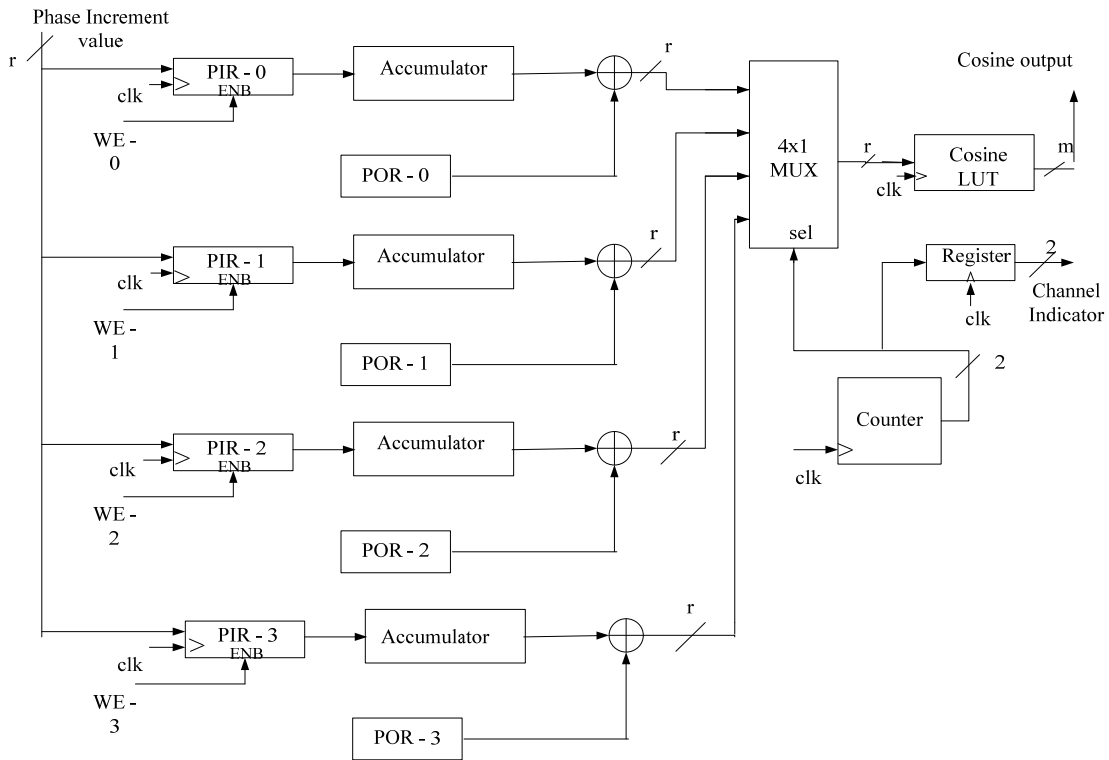 Phase Increment
value
r
PIR - 0
ENB
clk
WE -
0
Accumulator
POR - 0
r
PIR - 1
ENB
clk
WE -
1
Accumulator
POR - 1
r
PIR - 2
ENB
clk
WE -
2
Accumulator
POR - 2
r
PIR - 3
ENB
clk
WE -
3
Accumulator
POR - 3
r
4x1
MUX
sel
r
Cosine output
Cosine
LUT
clk
m
Register
clk
2
Channel
Indicator
2
Counter
clk